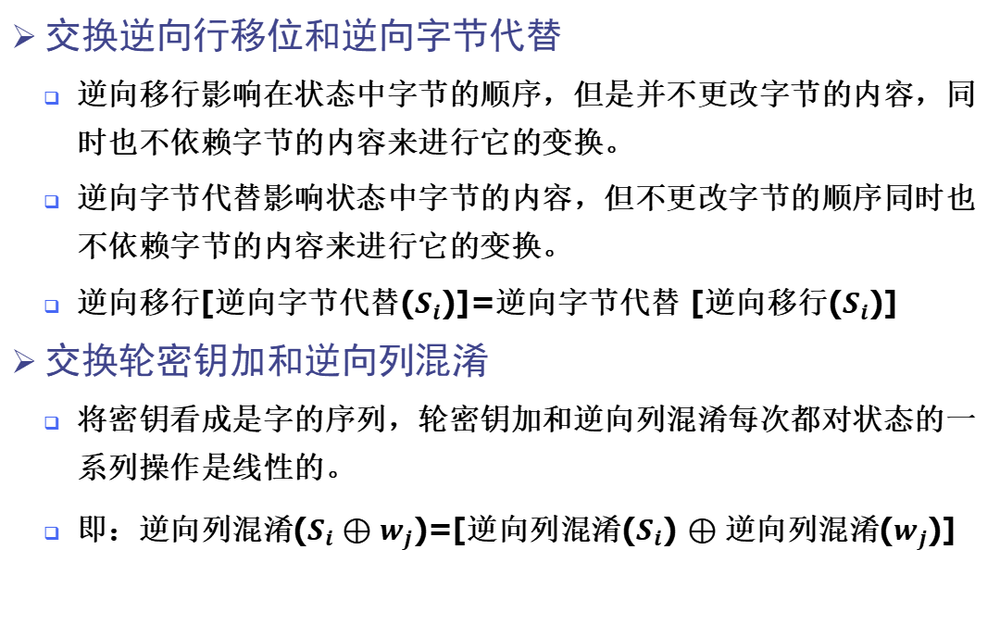 交换逆向行移位和逆向字节代替
逆向移行影响在状态中字节的顺序，但是并不更改字节的内容，同
时也不依赖字节的内容来进行它的变换。
逆向字节代替影响状态中字节的内容，但不更改字节的顺序同时也
不依赖字节的内容来进行它的变换。
逆向移行[逆向字节代替(Sᵢ)]=逆向字节代替 [逆向移行(Sᵢ)]
交换轮密钥加和逆向列混淆
将密钥看成是字的序列，轮密钥加和逆向列混淆每次都对状态的一
系列操作是线性的。
即：逆向列混淆(Sᵢ ⊕ wⱼ)=[逆向列混淆(Sᵢ) ⊕ 逆向列混淆(wⱼ)]